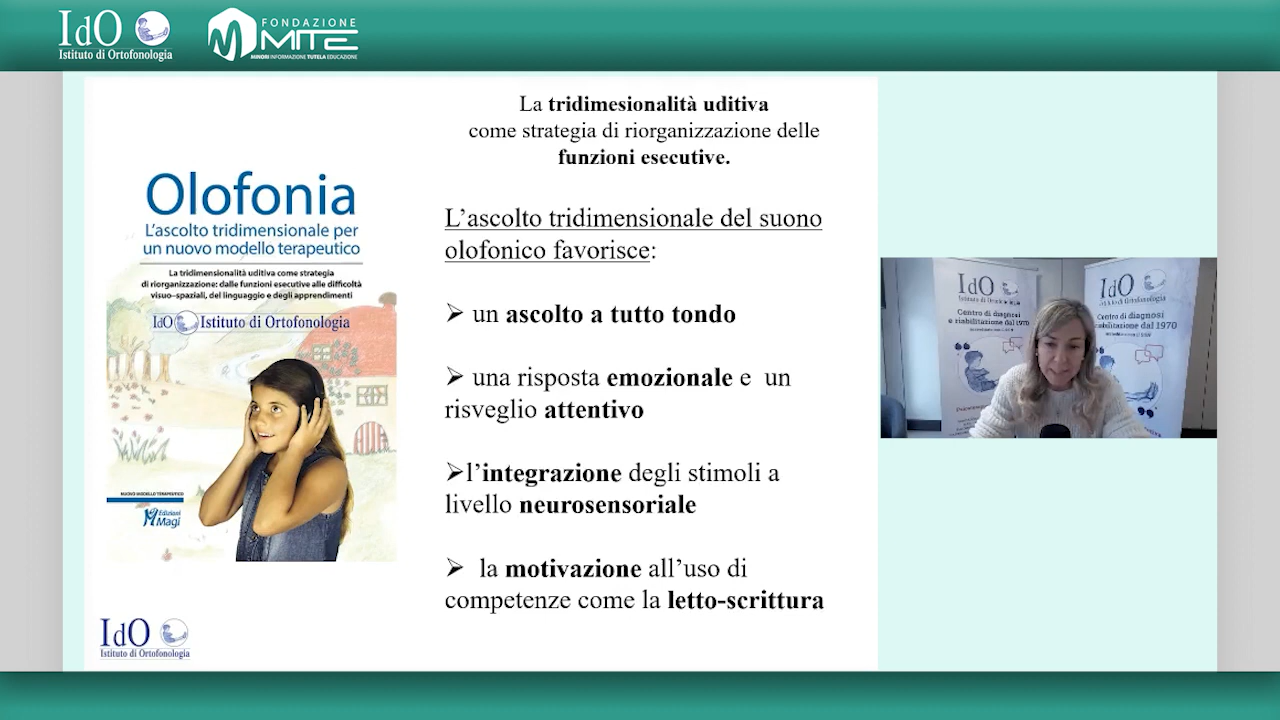 IdO
Istituto di Ortofonologia
FONDAZIONE
MITE
MINORI INFORMAZIONE TUTELA EDUCAZIONE
La tridimesionalità uditiva
come strategia di riorganizzazione delle
funzioni esecutive.
Olofonia
L'ascolto tridimensionale per
un nuovo modello terapeutico
La tridimensionalità uditiva come strategia
di riorganizzazione: dalle funzioni esecutive alle difficoltà
visuo-spaziali, del linguaggio e degli apprendimenti
IdO Istituto di Ortofonologia
NUOVO MODELLO TERAPEUTICO
Edizioni
Magi
L'ascolto tridimensionale del suono
olofonico favorisce:
➢ un ascolto a tutto tondo
➢ una risposta emozionale e un
risveglio attentivo
➢l'integrazione degli stimoli a
livello neurosensoriale
➢ la motivazione all'uso di
competenze come la letto-scrittura
IdO
Istituto di Ortofonologia
IdO
Istituto di Ortofonologia
Centro di diagnosi
e riabilitazione dal 1970
IdO
Istituto di Ortofonologia
Centro di diagnosi
riabilitazione dal 1970